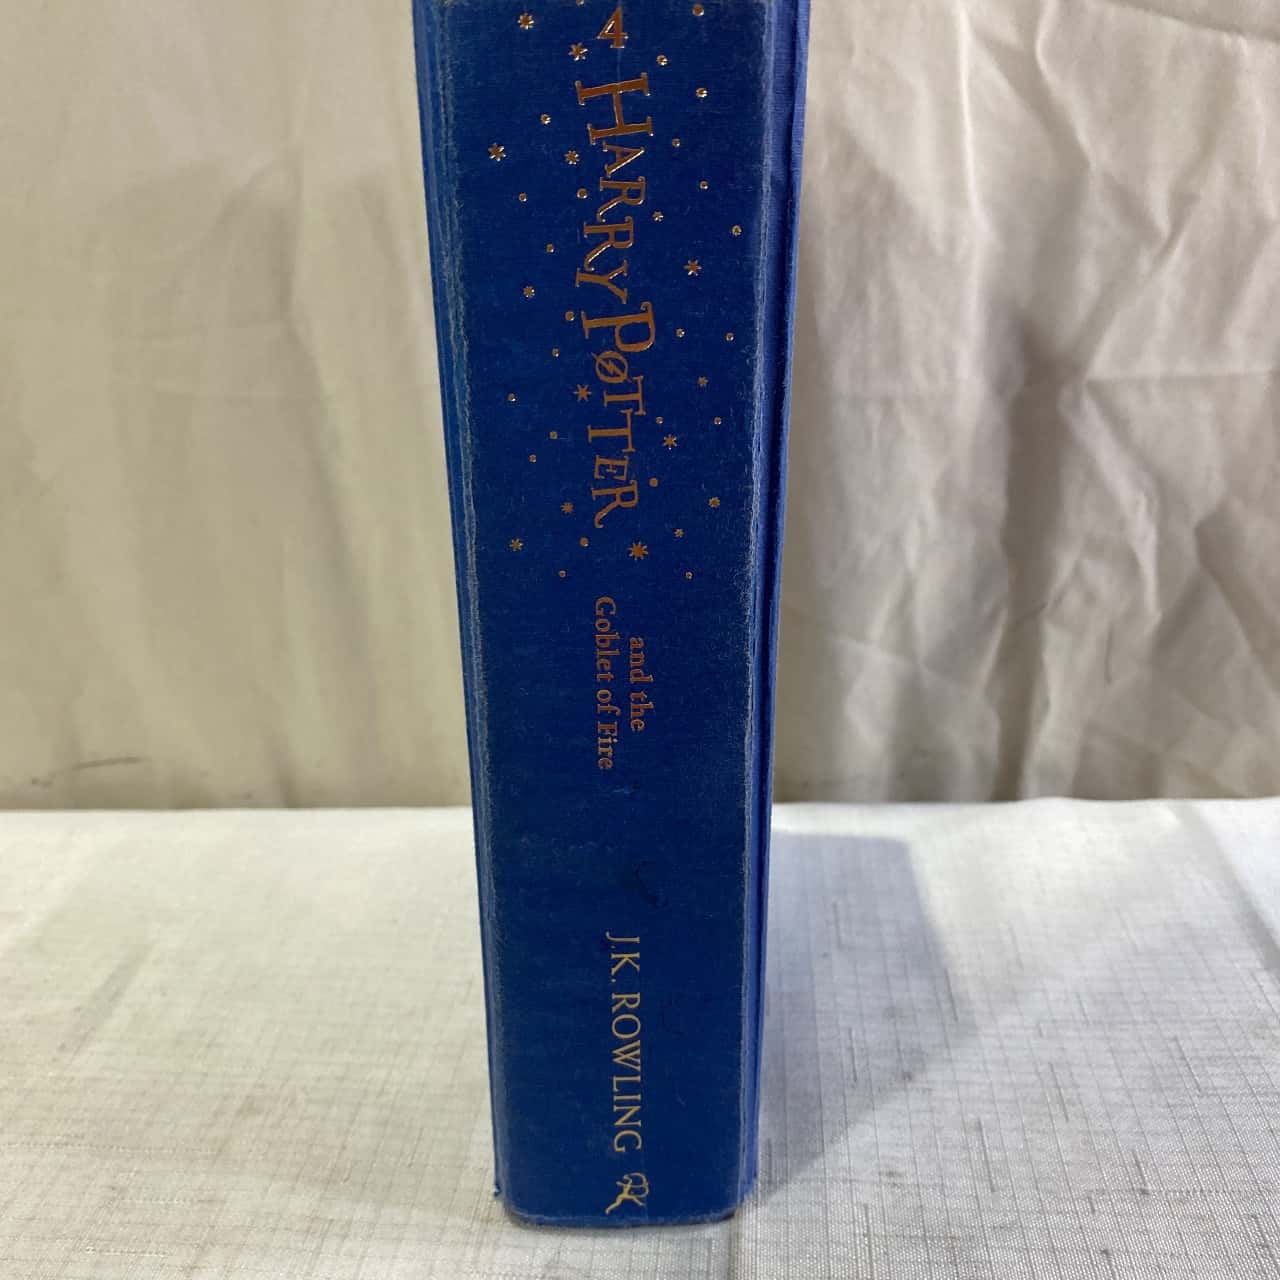 4
HARRY POTTER
and the
Goblet of Fire
J.K. ROWLING